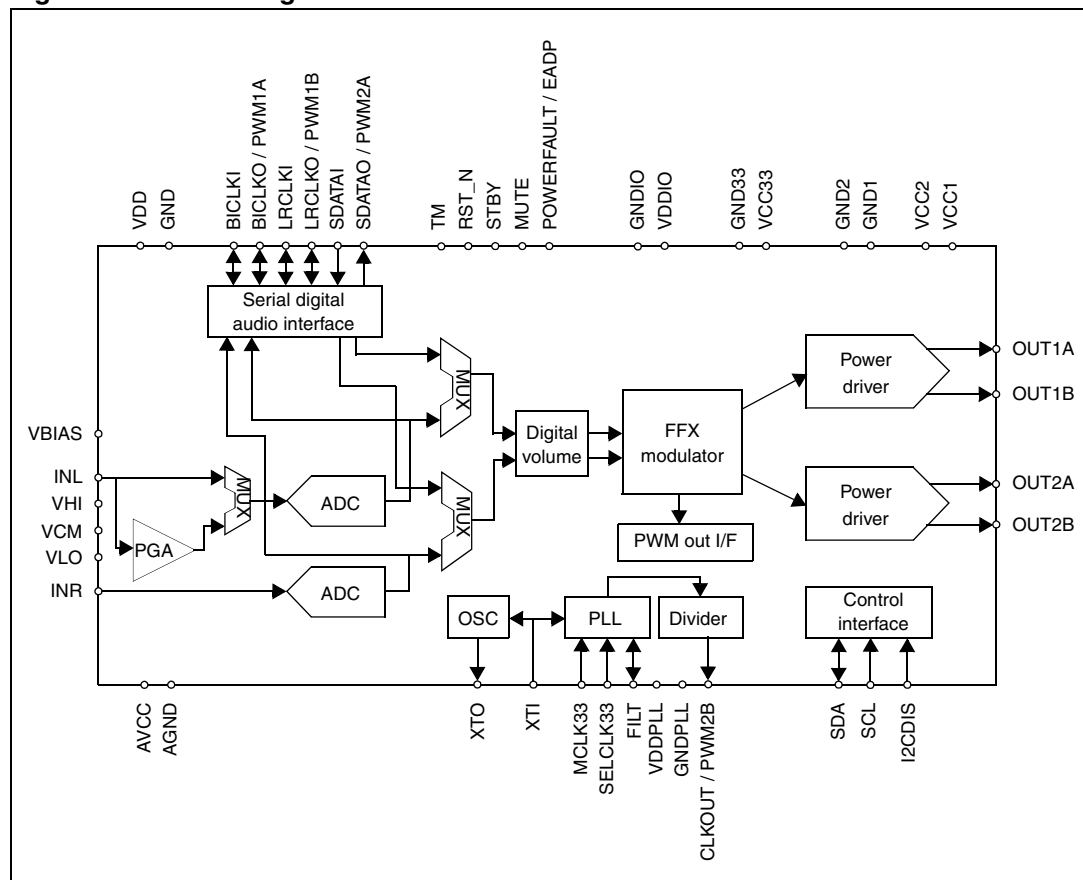 BICLKI
BICLKO / PWM1A
LRCLKI
LRCLKO / PWM1B
SDATAI
SDATAO / PWM2A
POWERFAULT / EADP
VDD
GND
TM
RST_N
STBY
MUTE
GNDIO
VDDIO
GND33
VCC33
GND2
GND1
VCC2
VCC1
Serial digital
audio interface
MUX
Power
driver
OUT1A
OUT1B
VBIAS
Digital
volume
FFX
modulator
INL
VHI
VCM
VLO
INR
MUX
PGA
ADC
MUX
Power
driver
OUT2A
OUT2B
PWM out I/F
ADC
OSC
PLL
Divider
Control
interface
AVCC
AGND
XTO
XTI
MCLK33
SELCLK33
FILT
VDDPLL
GNDPLL
CLKOUT / PWM2B
SDA
SCL
I2CDIS